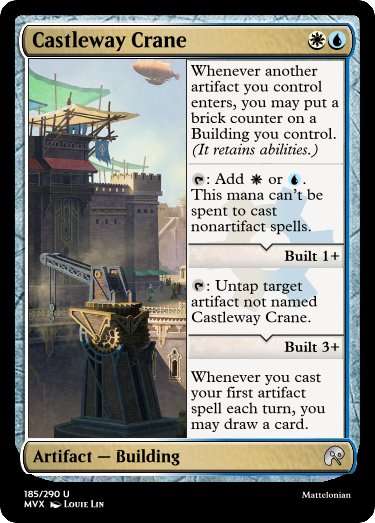 Castleway Crane
Whenever another
artifact you control
enters, you may put a
brick counter on a
Building you control.
(It retains abilities.)
: Add or .
This mana can't be
spent to cast
nonartifact spells.
Built 1+
: Untap target
artifact not named
Castleway Crane.
Built 3+
Whenever you cast
your first artifact
spell each turn, you
may draw a card.
Artifact — Building
185/290 U
MVX Louie Lin
Mattelonian